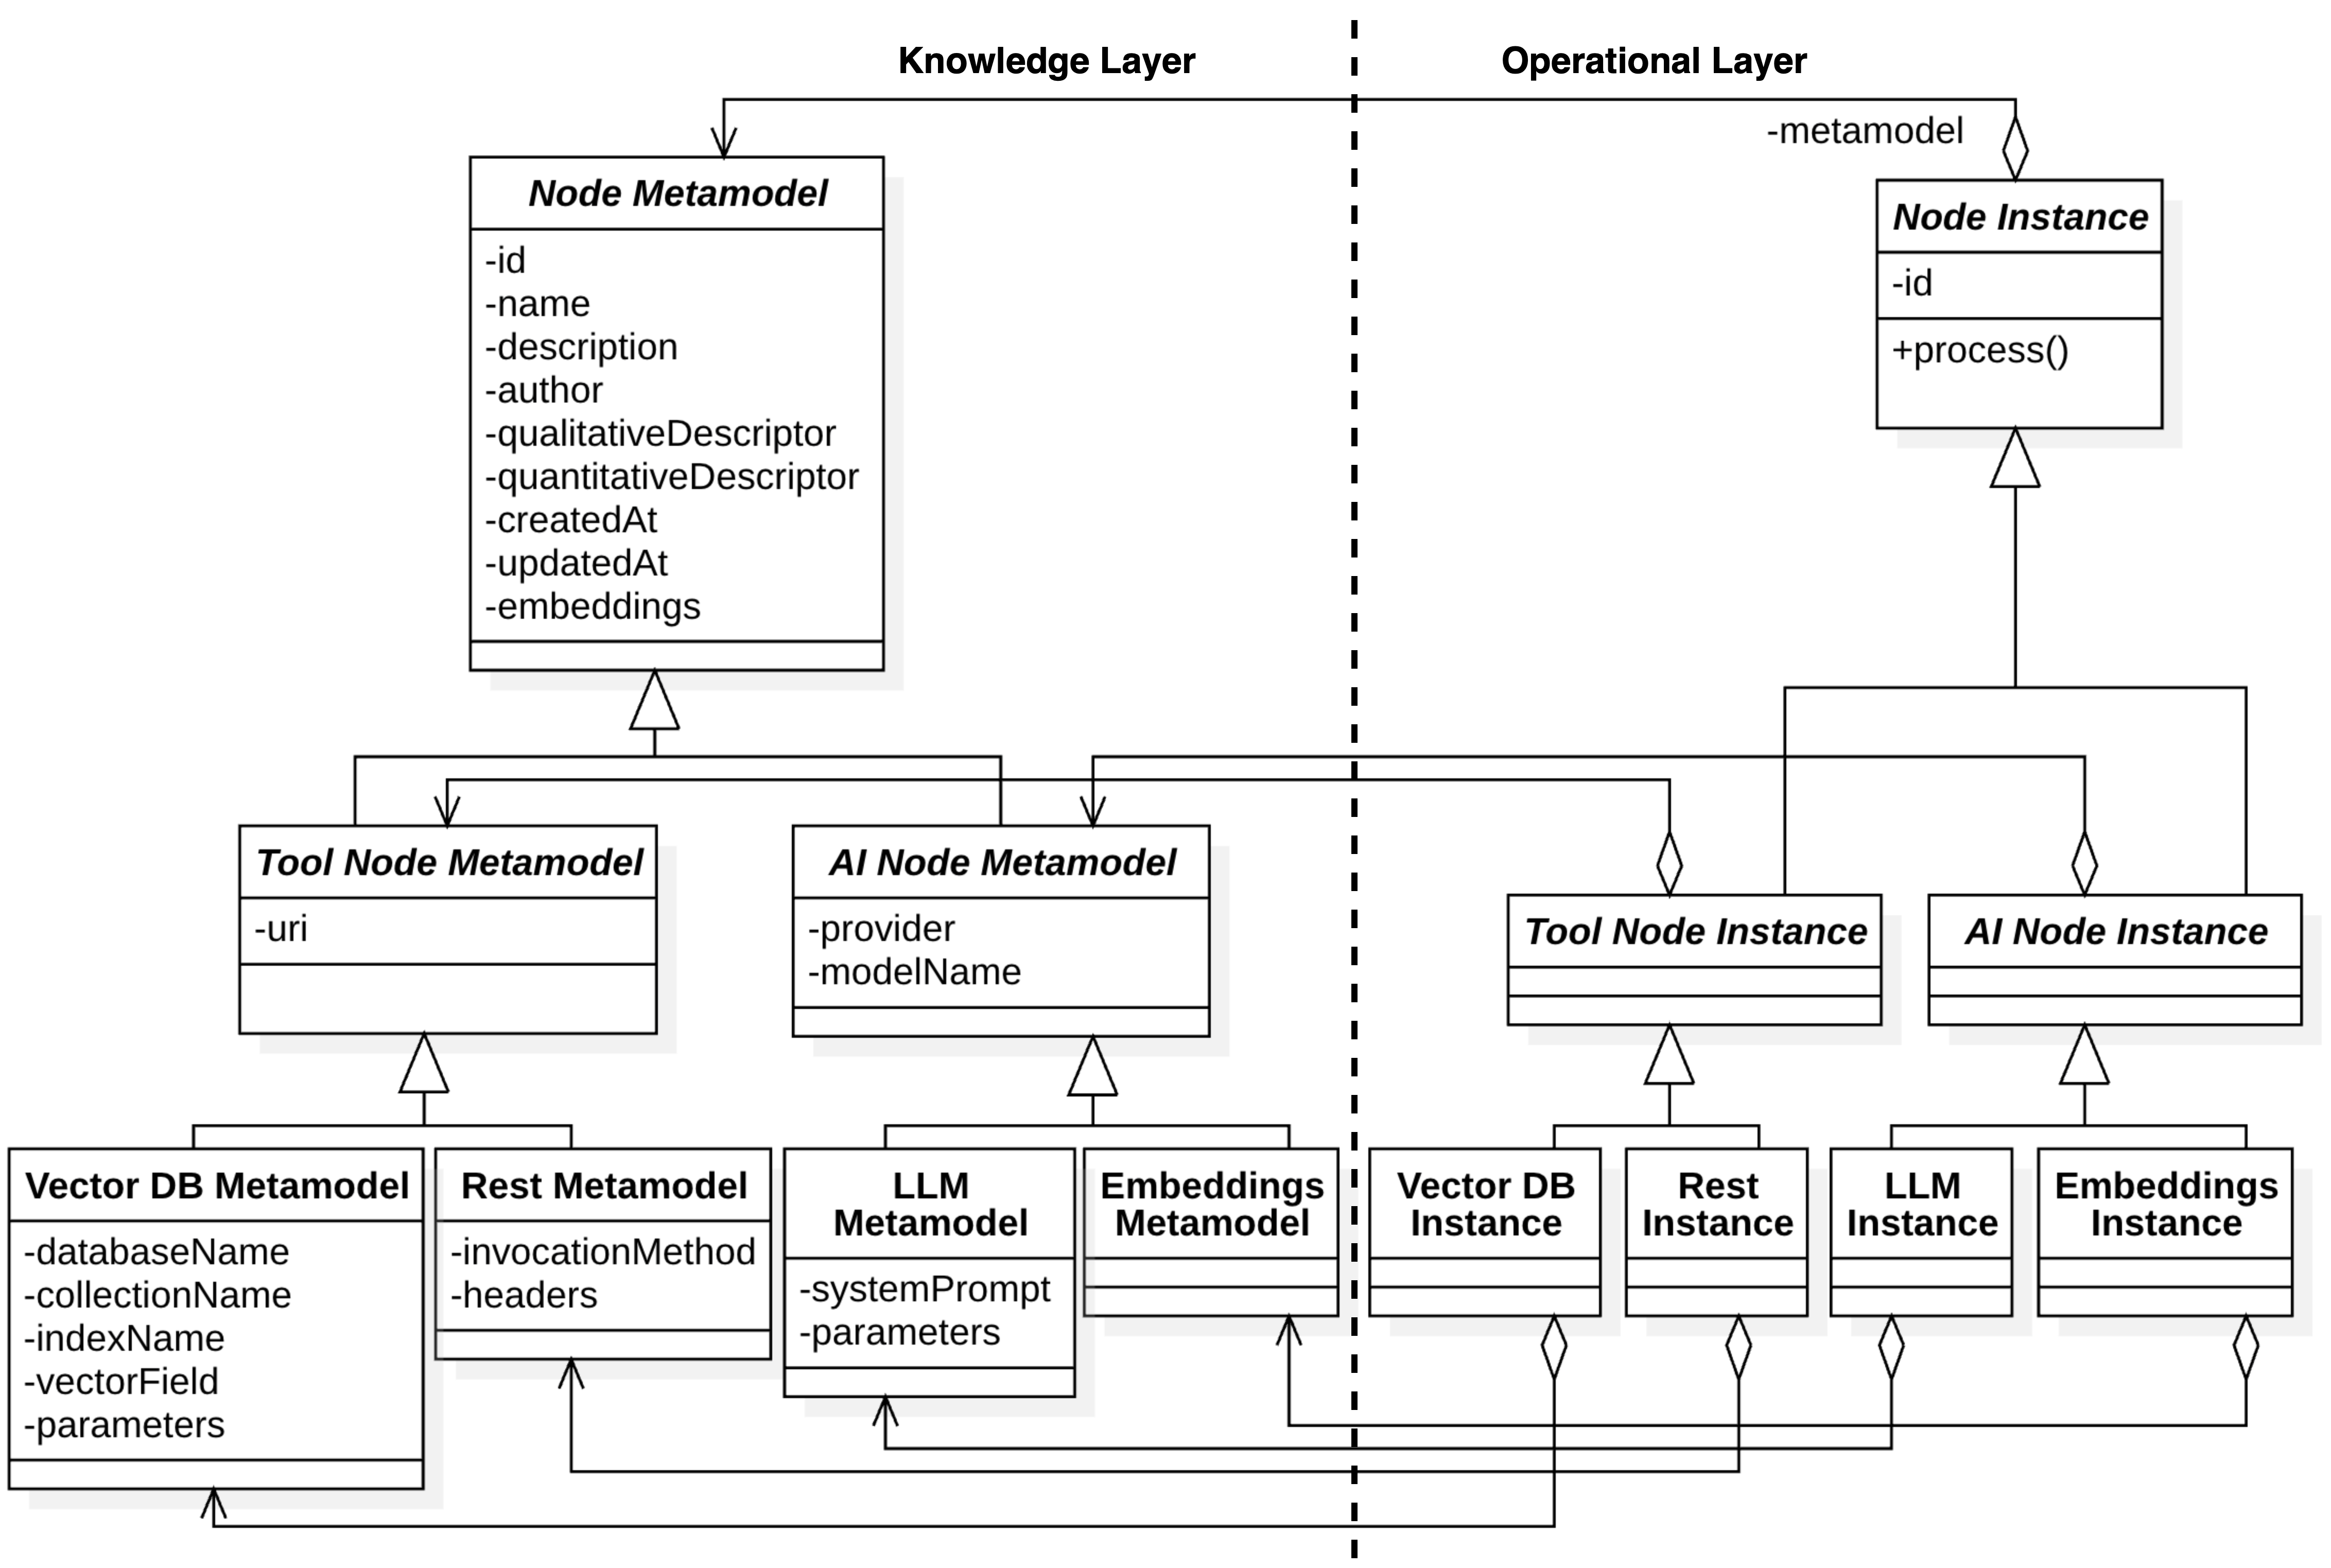 Knowledge Layer
Operational Layer
-metamodel
Node Metamodel
-id
-name
-description
-author
-qualitativeDescriptor
-quantitativeDescriptor
-createdAt
-updatedAt
-embeddings
Node Instance
-id
+process()
Tool Node Metamodel
-uri
AI Node Metamodel
-provider
-modelName
Tool Node Instance
AI Node Instance
Vector DB Metamodel
-databaseName
-collectionName
-indexName
-vectorField
-parameters
Rest Metamodel
-invocationMethod
-headers
LLM
Metamodel
-systemPrompt
-parameters
Embeddings
Metamodel
Vector DB
Instance
Rest
Instance
LLM
Instance
Embeddings
Instance